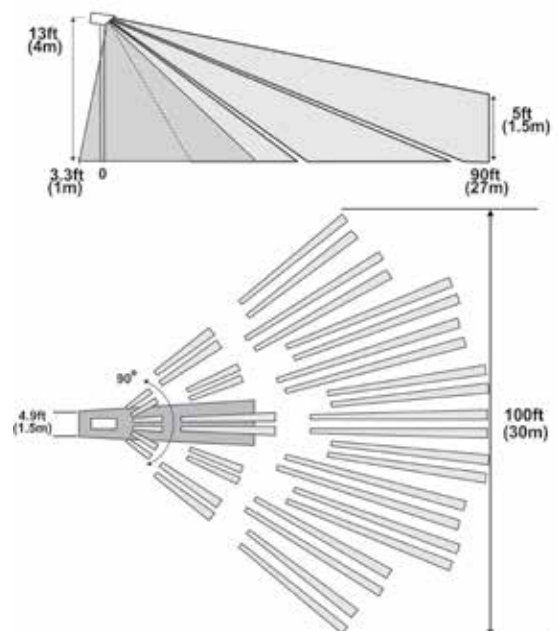 13ft
(4m)
5ft
(1.5m)
3.3ft
(1m)
0
90ft
(27m)
90°
4.9ft
(1.5m)
100ft
(30m)